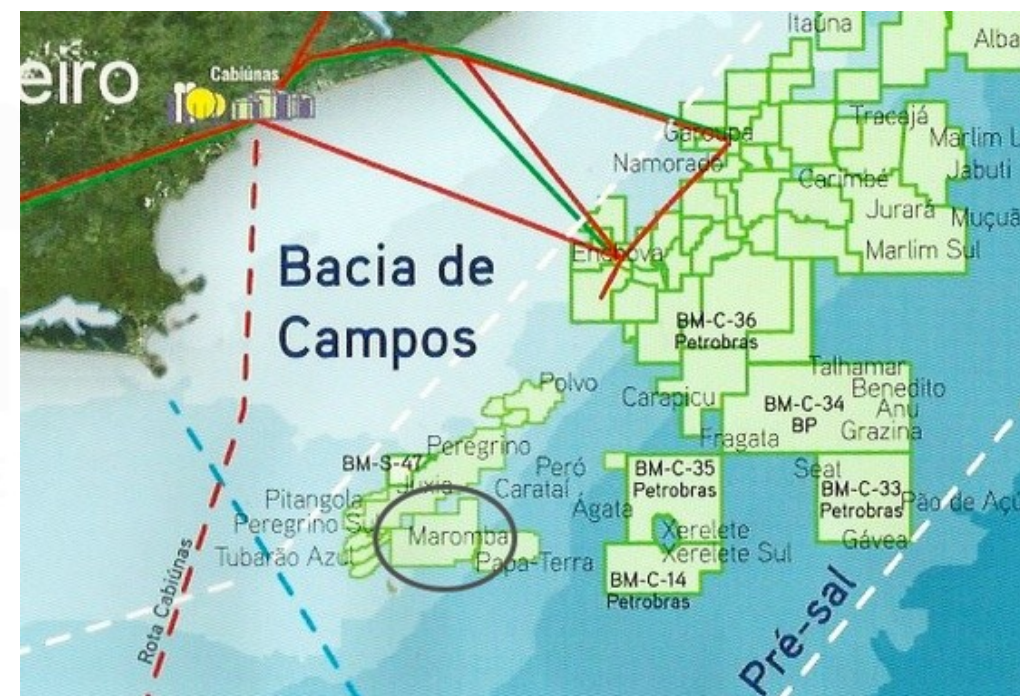 Itaúna
Alba
eiro
Cabiúnas
Tracajá
Garoupa
Marlim L
Namorado
Jabuti
Carimbé
Jurará
Muçuã
Enchova
Marlim Sul
Bacia de
Campos
BM-C-36
Petrobras
Talhamar
Polvo
Benedito
Carapicu
BM-C-34
BP
Anu
Grazina
Fragata
Peregrino
BM-S-47
Peró
BM-C-35
Petrobras
Seat
Juxia
Carataí
Pitangola
Ágata
BM-C-33
Petrobras
Pão de Açú
Peregrino Su
Maromba
Xerelete
Gávea
Tubarão Azul
Papa-Terra
Xerelete Sul
BM-C-14
Petrobras
Rota Cabiúnas
Pré-sal